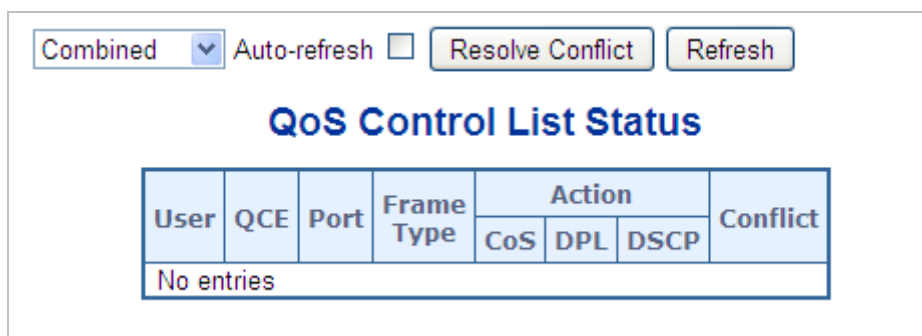 Combined Auto-refresh Resolve Conflict Refresh
QoS Control List Status
User QCE Port Frame Type Action Conflict
CoS DPL DSCP
No entries